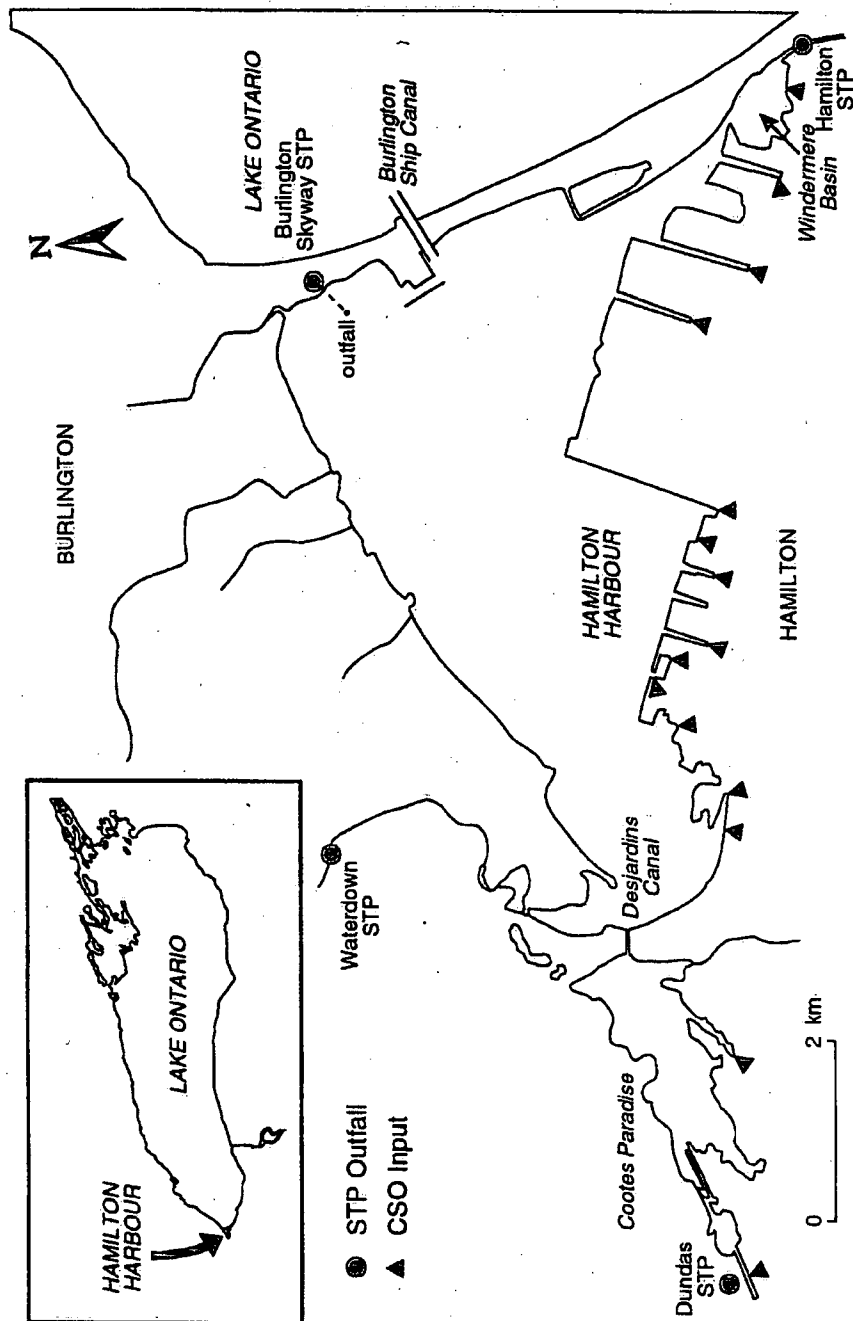 HAMILTON
HARBOUR
LAKE ONTARIO
STP Outfall
CSO Input
N
BURLINGTON
LAKE ONTARIO
Burlington
Skyway STP
Burlington
Ship Canal
outfall
Waterdown
STP
HAMILTON
HARBOUR
Desjardins
Canal
Cootes Paradise
HAMILTON
Windermere
Basin
Hamilton
STP
Dundas
STP
0
2 km